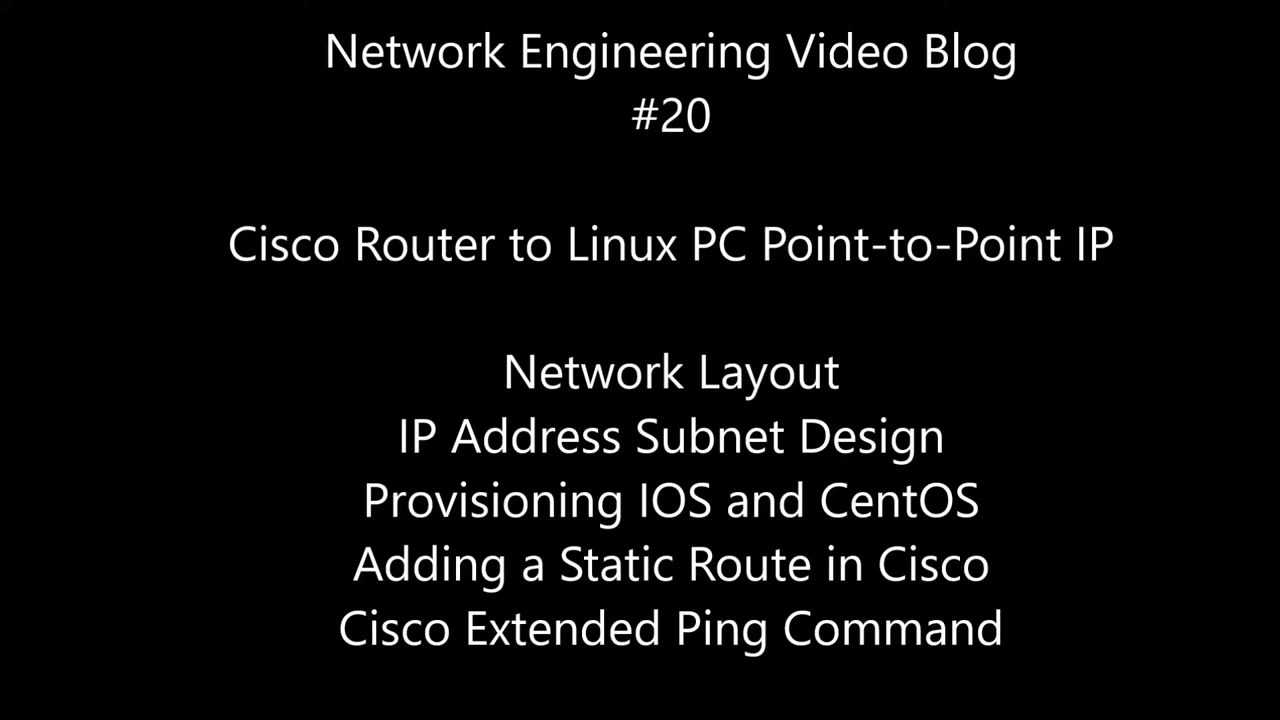 Network Engineering Video Blog
#20
Cisco Router to Linux PC Point-to-Point IP
Network Layout
IP Address Subnet Design
Provisioning IOS and CentOS
Adding a Static Route in Cisco
Cisco Extended Ping Command